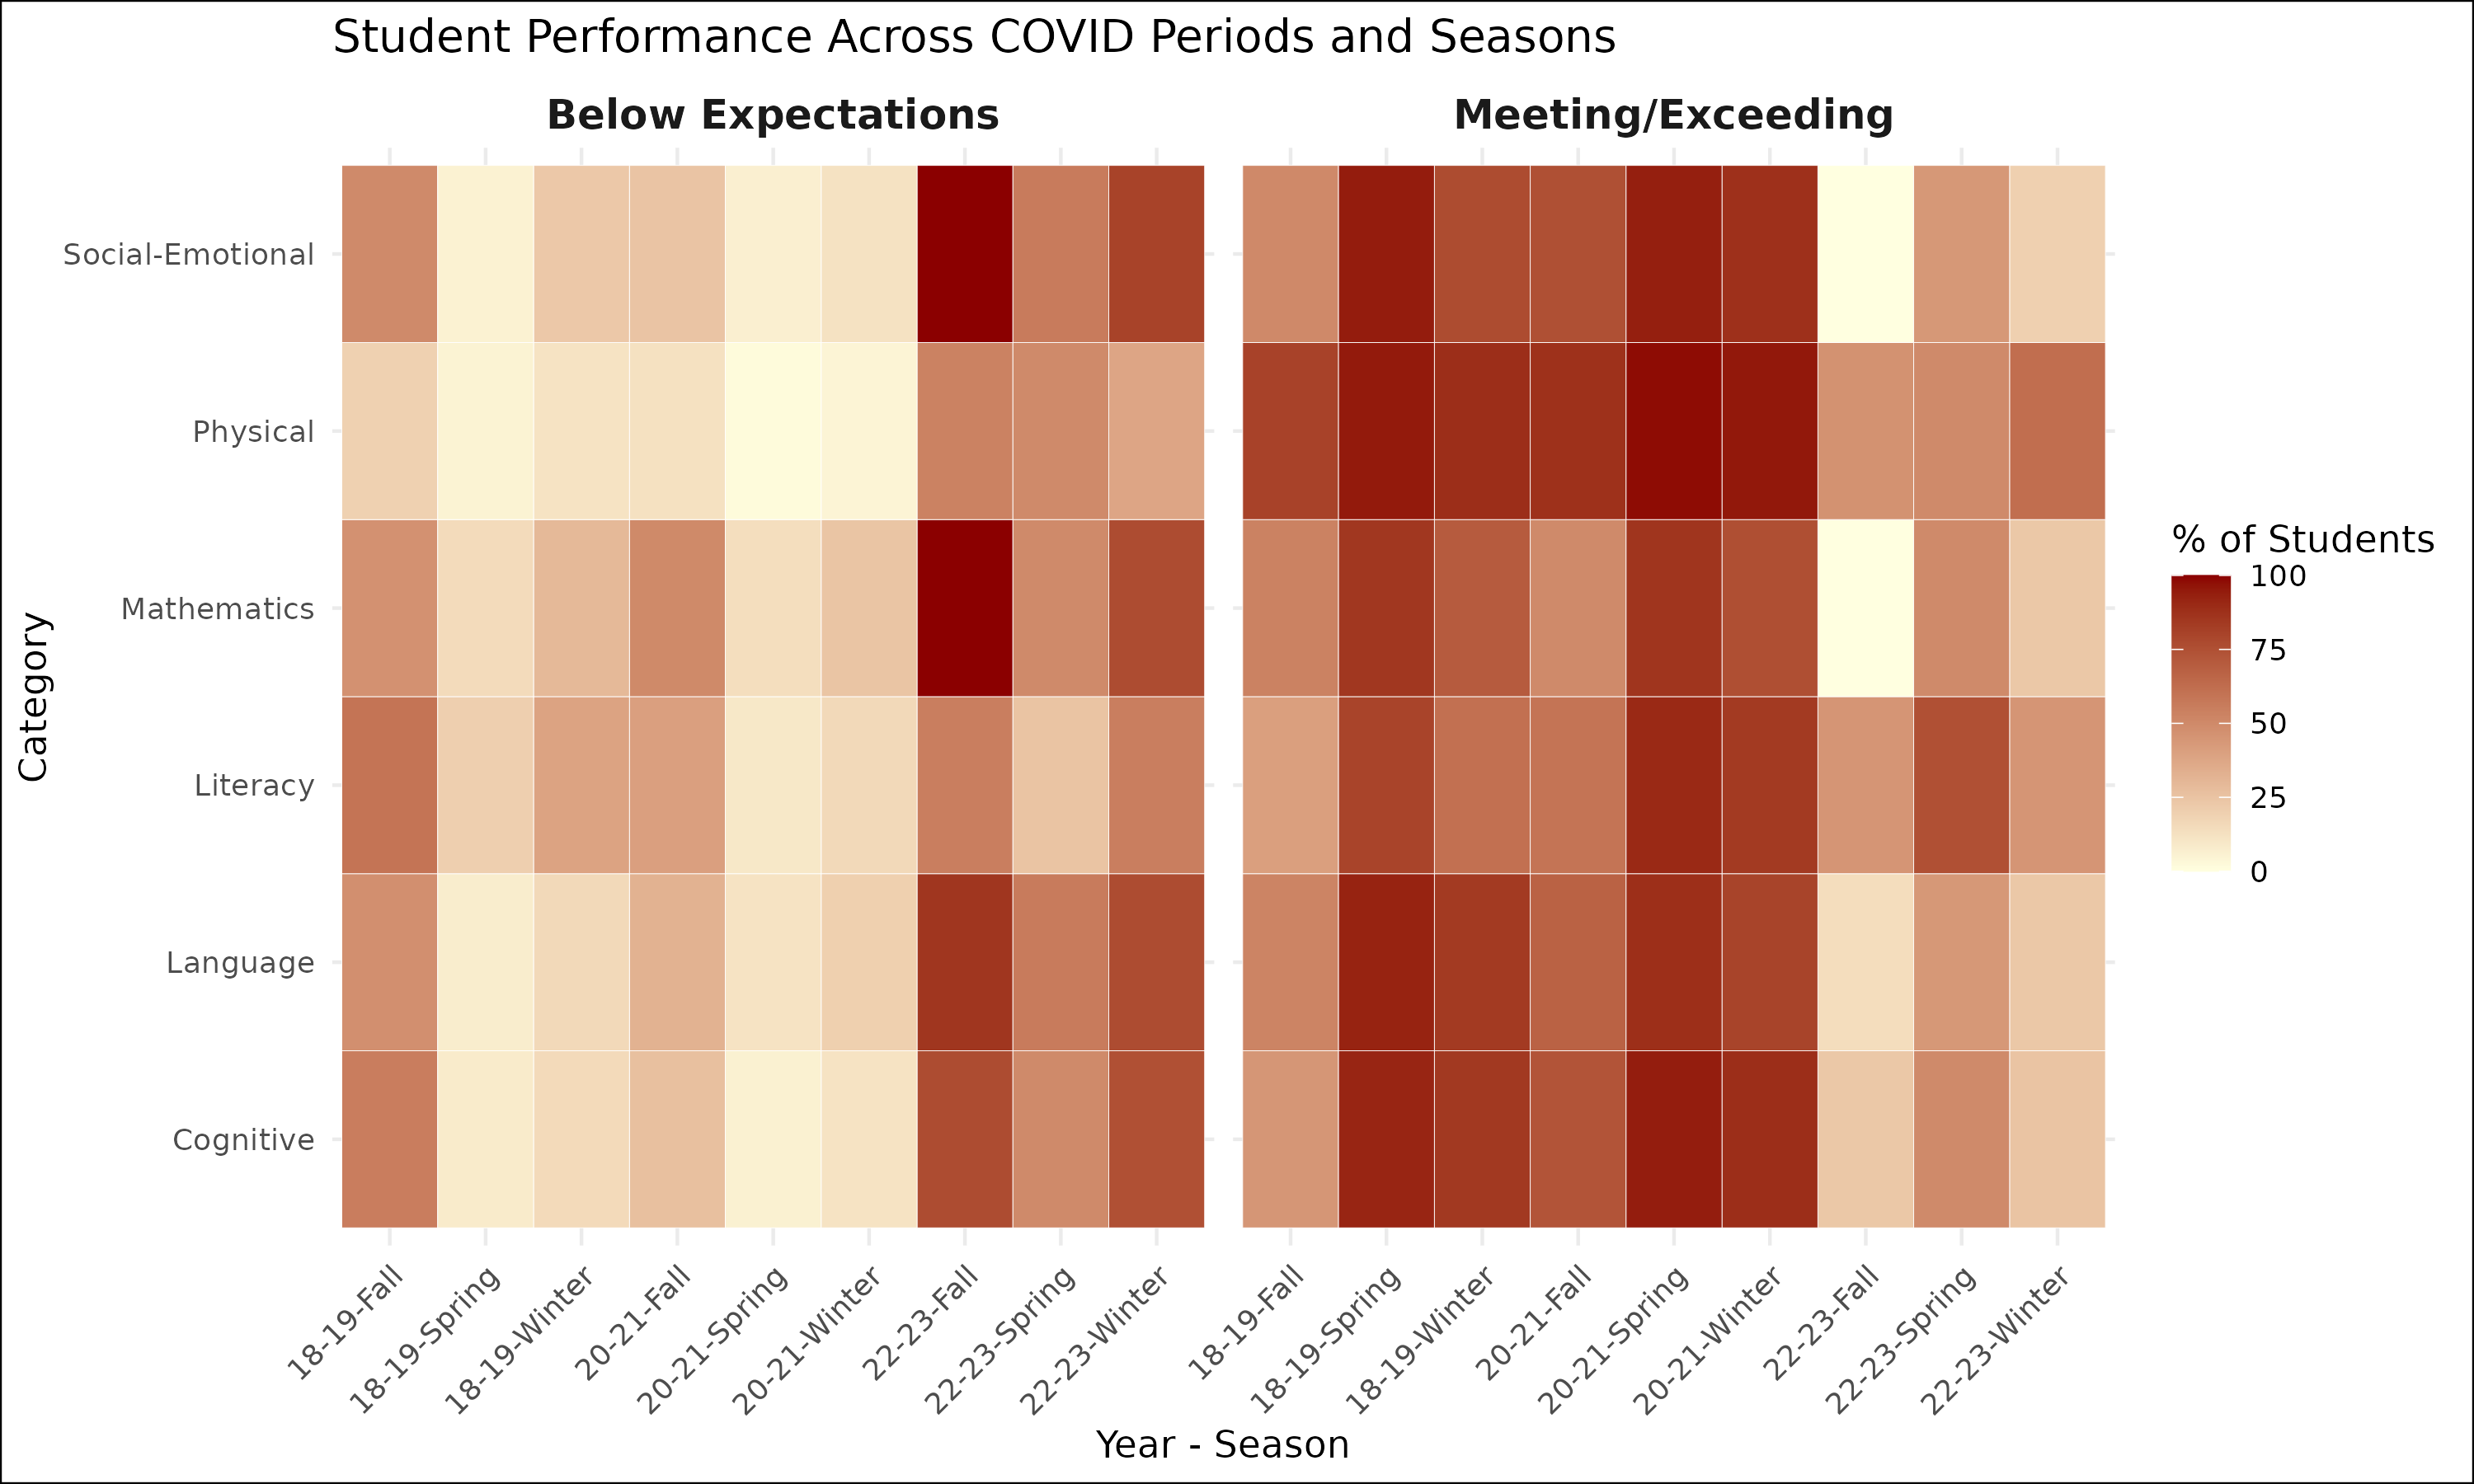 Student Performance Across COVID Periods and Seasons
Below Expectations
Meeting/Exceeding
Category
Social-Emotional
Physical
Mathematics
Literacy
Language
Cognitive
% of Students
100
75
50
25
0
18-19-Fall
18-19-Spring
18-19-Winter
20-21-Fall
20-21-Spring
20-21-Winter
22-23-Fall
22-23-Spring
22-23-Winter
18-19-Fall
18-19-Spring
18-19-Winter
20-21-Fall
20-21-Spring
20-21-Winter
22-23-Fall
22-23-Spring
22-23-Winter
Year - Season